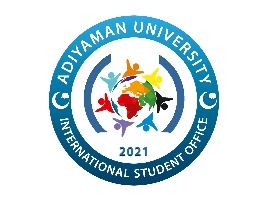 ADIYAMAN UNIVERSITY
2021
INTERNATIONAL STUDENT OFFICE